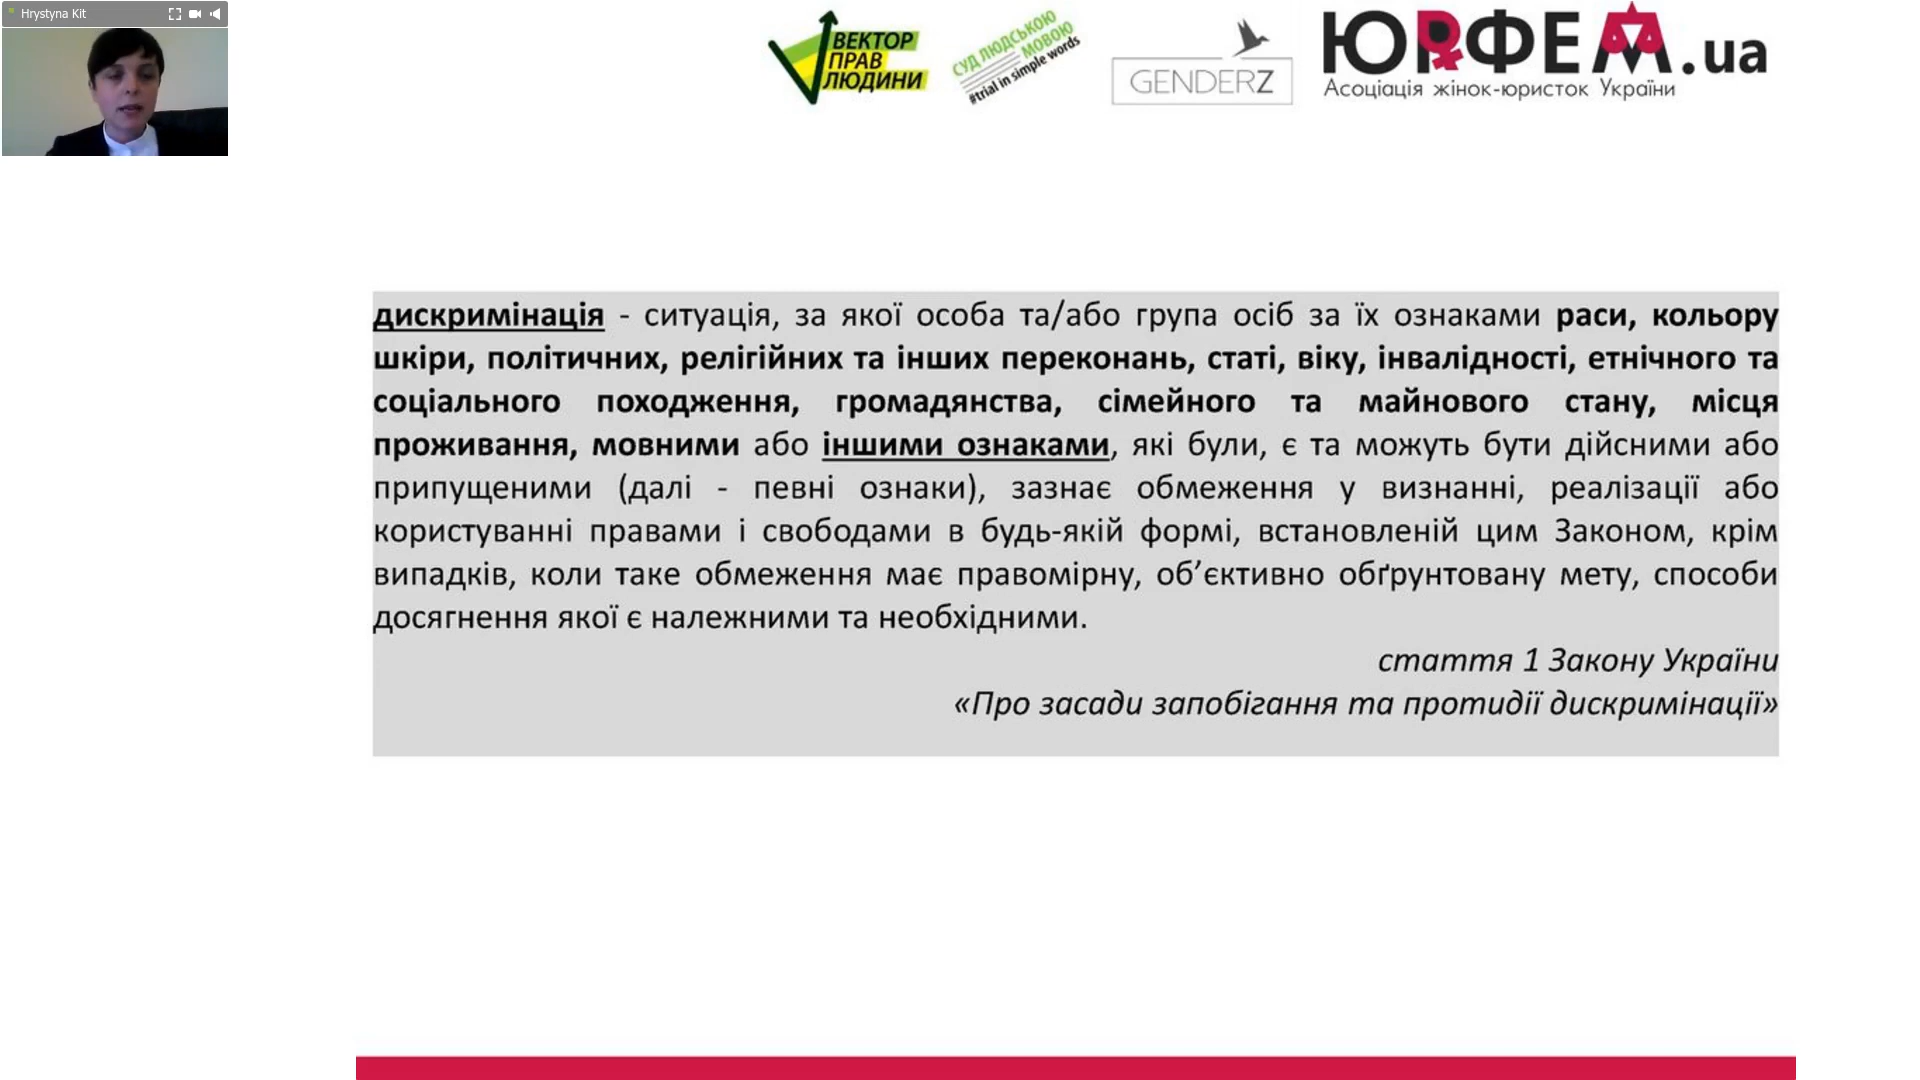 Hrystyna Kit
ВЕКТОР
ПРАВ
ЛЮДИНИ
СУД ЛЮДСЬКОЮ
МОВОЮ
#trial in simple words
GENDERZ
ЮРФЕМ.ua
Асоціація жінок-юристок України
дискримінація - ситуація, за якої особа та/або група осіб за їх ознаками раси, кольору
шкіри, політичних, релігійних та інших переконань, статі, віку, інвалідності, етнічного та
соціального походження, громадянства, сімейного та майнового стану, місця
проживання, мовними або іншими ознаками, які були, є та можуть бути дійсними або
припущеними (далі - певні ознаки), зазнає обмеження у визнанні, реалізації або
користуванні правами і свободами в будь-якій формі, встановленій цим Законом, крім
випадків, коли таке обмеження має правомірну, об’єктивно обґрунтовану мету, способи
досягнення якої є належними та необхідними.
стаття 1 Закону України
«Про засади запобігання та протидії дискримінації»